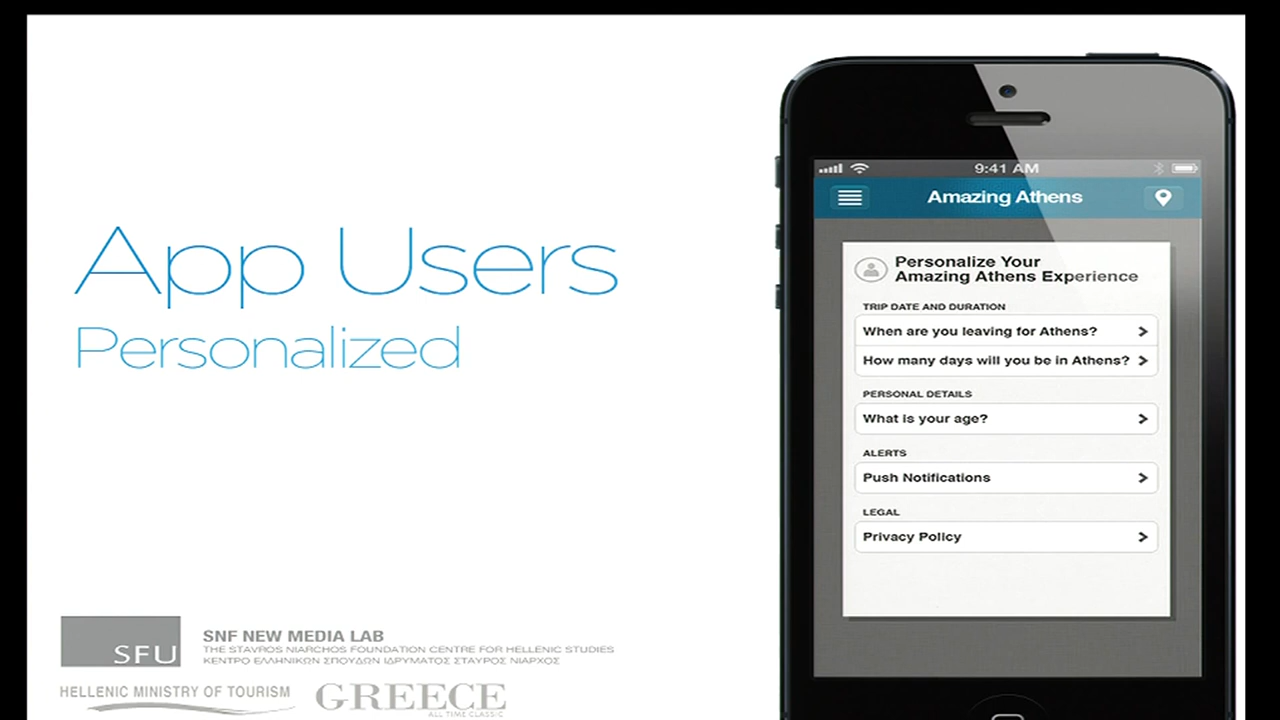 App Users
Personalized
9:41 AM
Amazing Athens
Personalize Your
Amazing Athens Experience
TRIP DATE AND DURATION
When are you leaving for Athens?
How many days will you be in Athens?
PERSONAL DETAILS
What is your age?
ALERTS
Push Notifications
LEGAL
Privacy Policy
SFU
SNF NEW MEDIA LAB
THE STAVROS NIARCHOS FOUNDATION CENTRE FOR HELLENIC STUDIES
ΚΕΝΤΡΟ ΕΛΛΗΝΙΚΩΝ ΣΠΟΥΔΩΝ ΙΔΡΥΜΑΤΟΣ ΣΤΑΥΡΟΣ ΝΙΑΡΧΟΣ
HELLENIC MINISTRY OF TOURISM
GREECE
ALL TIME CLASSIC